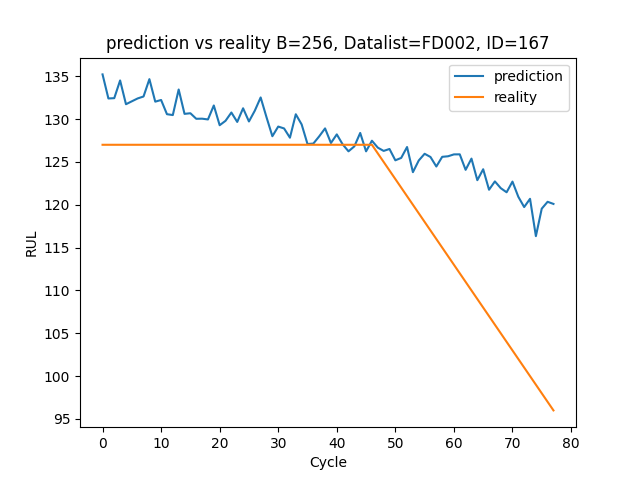 prediction vs reality B=256, Datalist=FD002, ID=167
prediction
reality
RUL
135
130
125
120
115
110
105
100
95
0 10 20 30 40 50 60 70 80
Cycle